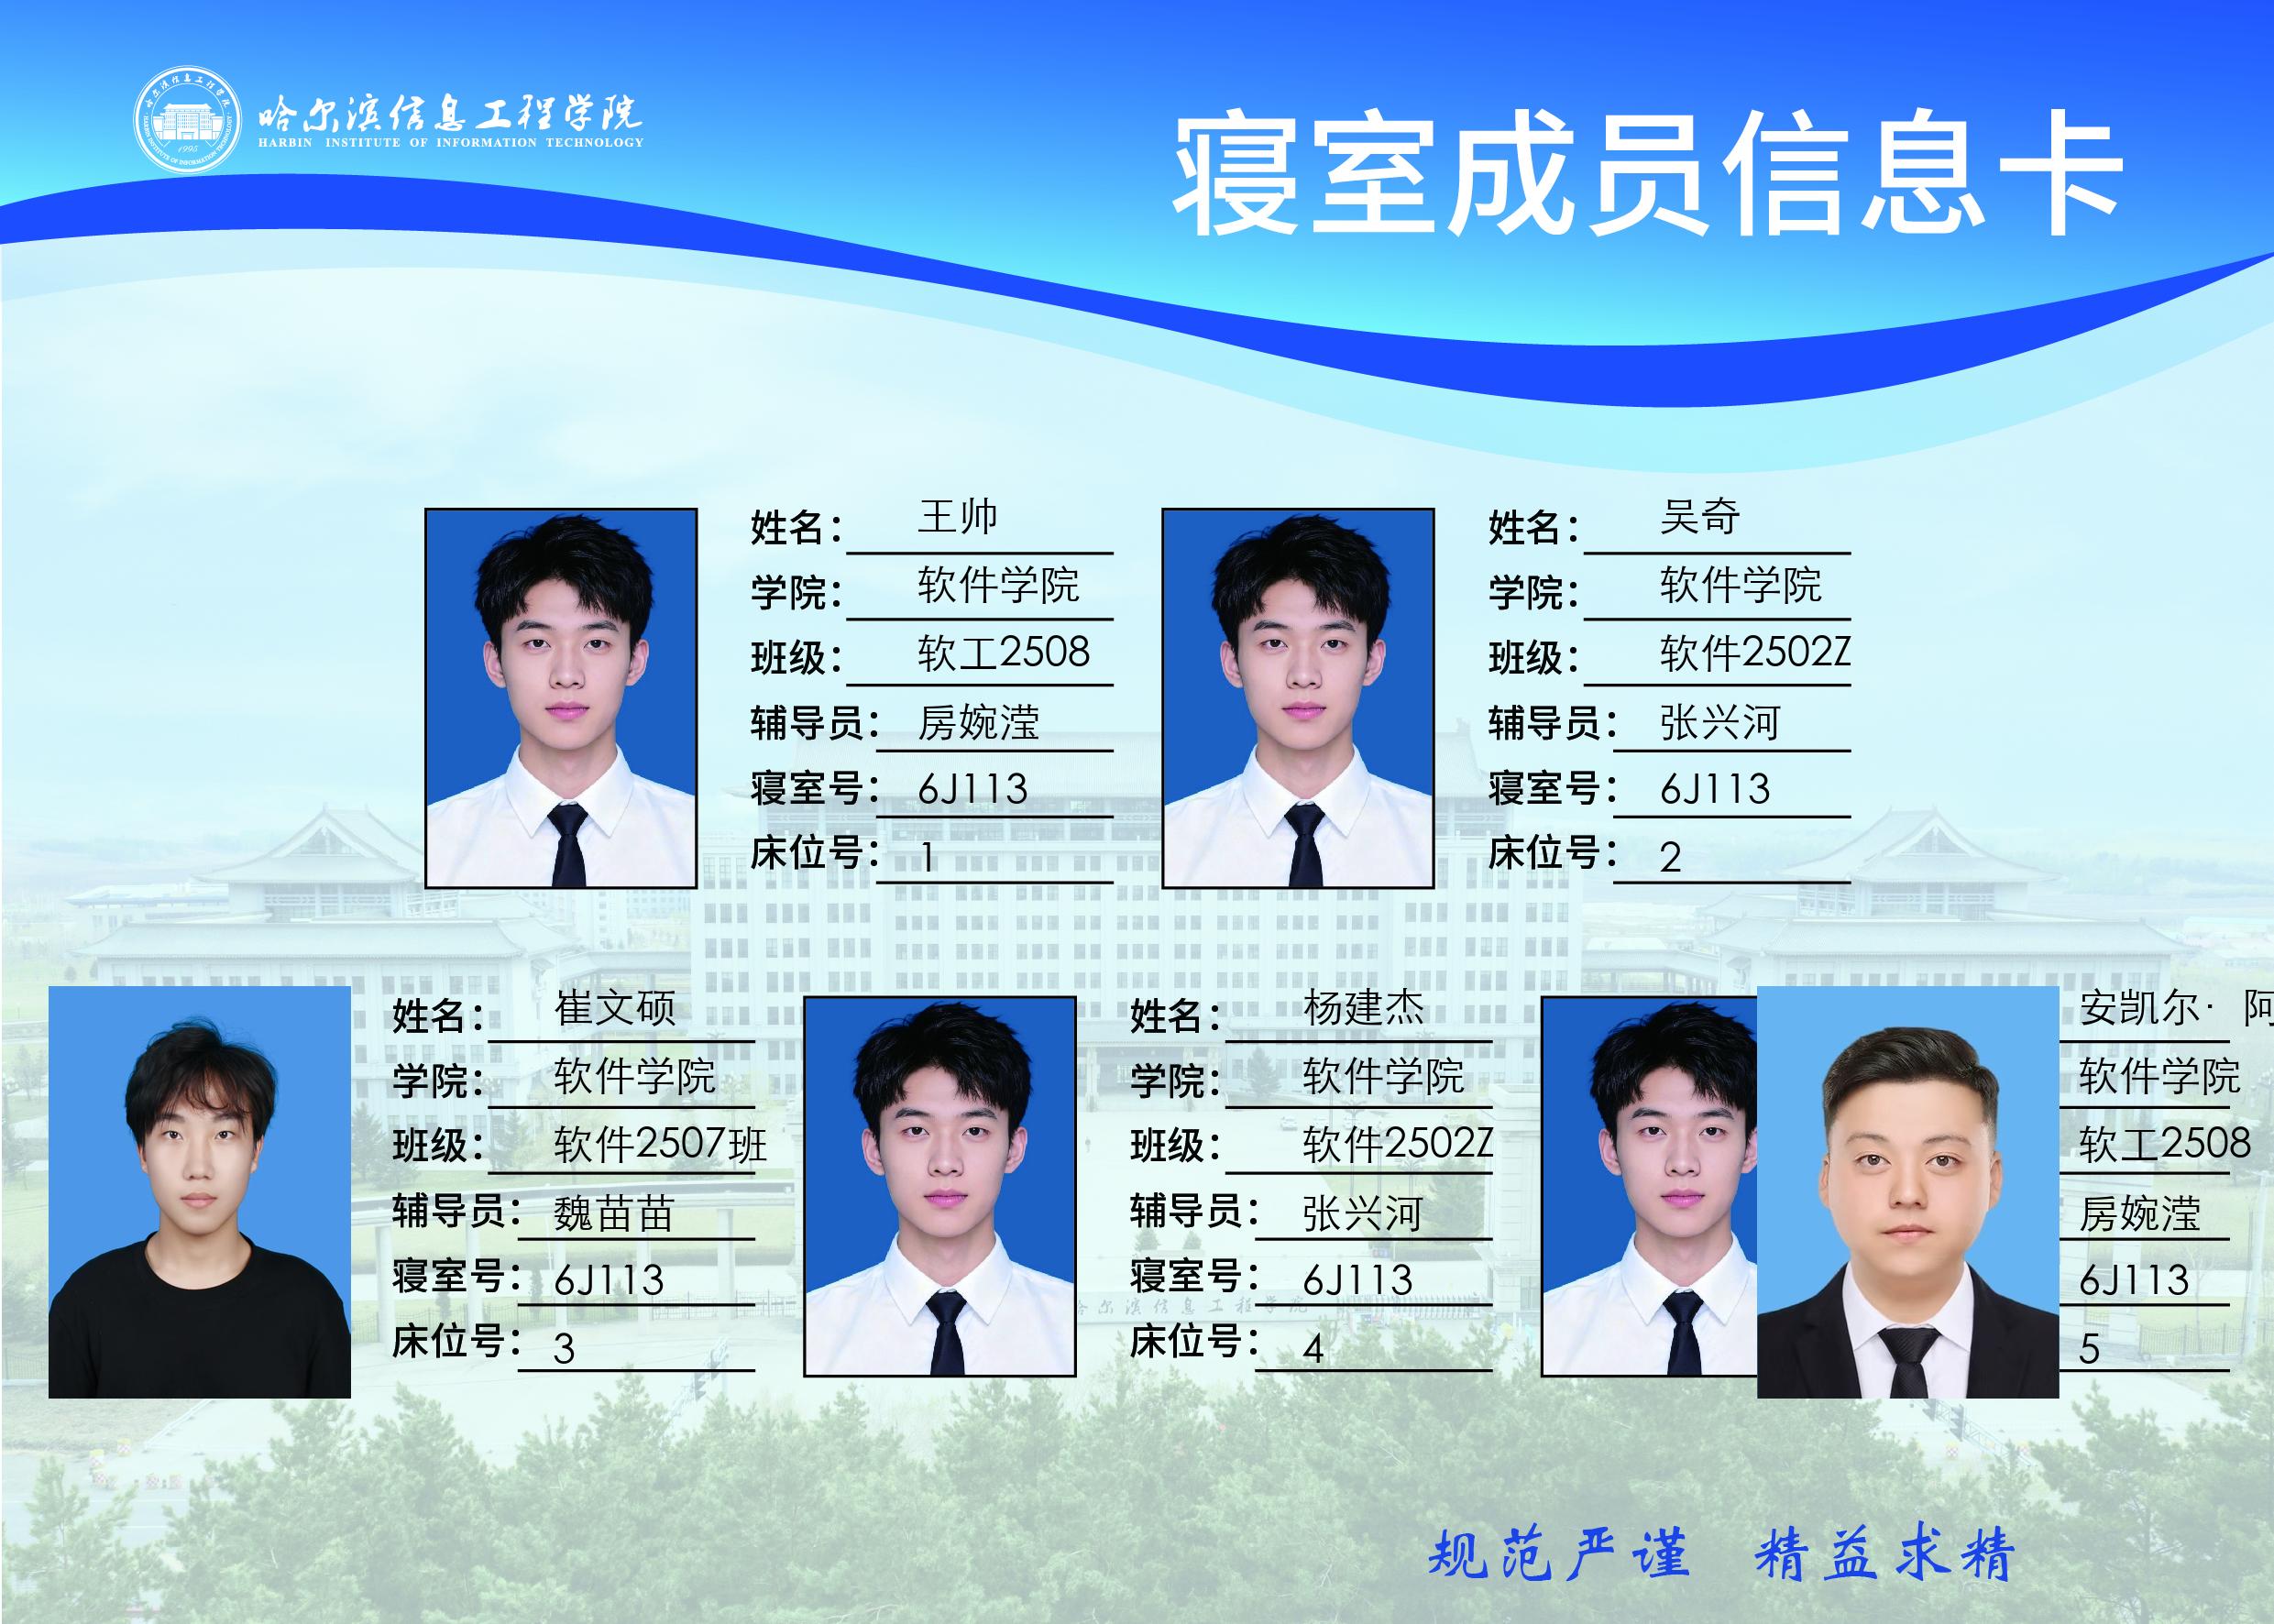 哈尔滨信息工程学院
HARBIN INSTITUTE OF INFORMATION TECHNOLOGY
寝室成员信息卡
姓名： 王帅
学院： 软件学院
班级： 软工2508
辅导员： 房婉滢
寝室号： 6J113
床位号： 1
姓名： 吴奇
学院： 软件学院
班级： 软件2502Z
辅导员： 张兴河
寝室号： 6J113
床位号： 2
姓名： 崔文硕
学院： 软件学院
班级： 软件2507班
辅导员： 魏苗苗
寝室号： 6J113
床位号： 3
姓名： 杨建杰
学院： 软件学院
班级： 软件2502Z
辅导员： 张兴河
寝室号： 6J113
床位号： 4
安凯尔· 阿
软件学院
软工2508
房婉滢
6J113
5
哈尔滨信息工程学院
规范严谨 精益求精